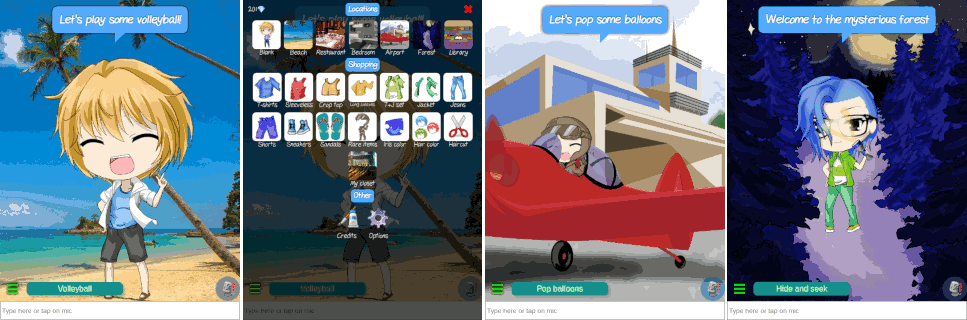 Let's play some volleyball!
Volleyball
Type here or tap on mic
201
Locations
Blank
Beach
Restaurant
Bedroom
Airport
Forest
Library
Shopping
T-shirts
Sleeveless
Crop top
Long sleeves
T+J set
Jacket
Jeans
Shorts
Sneakers
Sandals
Rare items
Iris color
Hair color
Haircut
My closet
Other
Credits
Options
Volleyball
Type here or tap on mic
Let's pop some balloons
Pop balloons
Type here or tap on mic
Welcome to the mysterious forest
Hide and seek
Type here or tap on mic